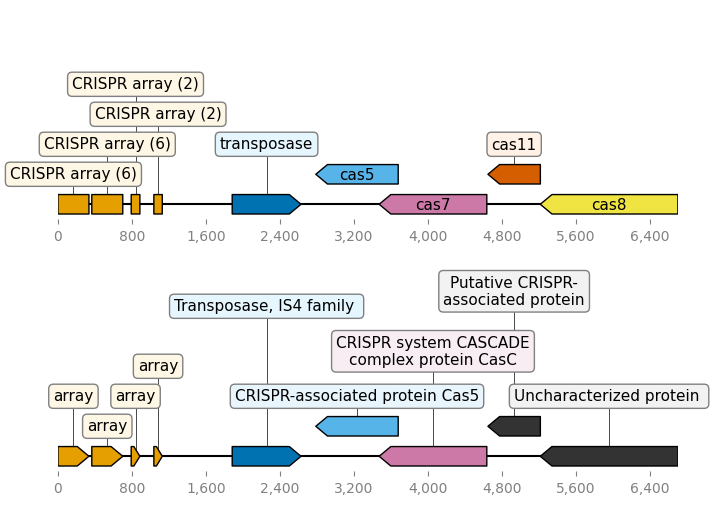 CRISPR array (2)
CRISPR array (2)
CRISPR array (6)
transposase
cas11
CRISPR array (6)
cas5
cas7
cas8
0 800 1,600 2,400 3,200 4,000 4,800 5,600 6,400
Putative CRISPR-
associated protein
Transposase, IS4 family
CRISPR system CASCADE
complex protein CasC
array
array
array
CRISPR-associated protein Cas5
Uncharacterized protein
array
0 800 1,600 2,400 3,200 4,000 4,800 5,600 6,400